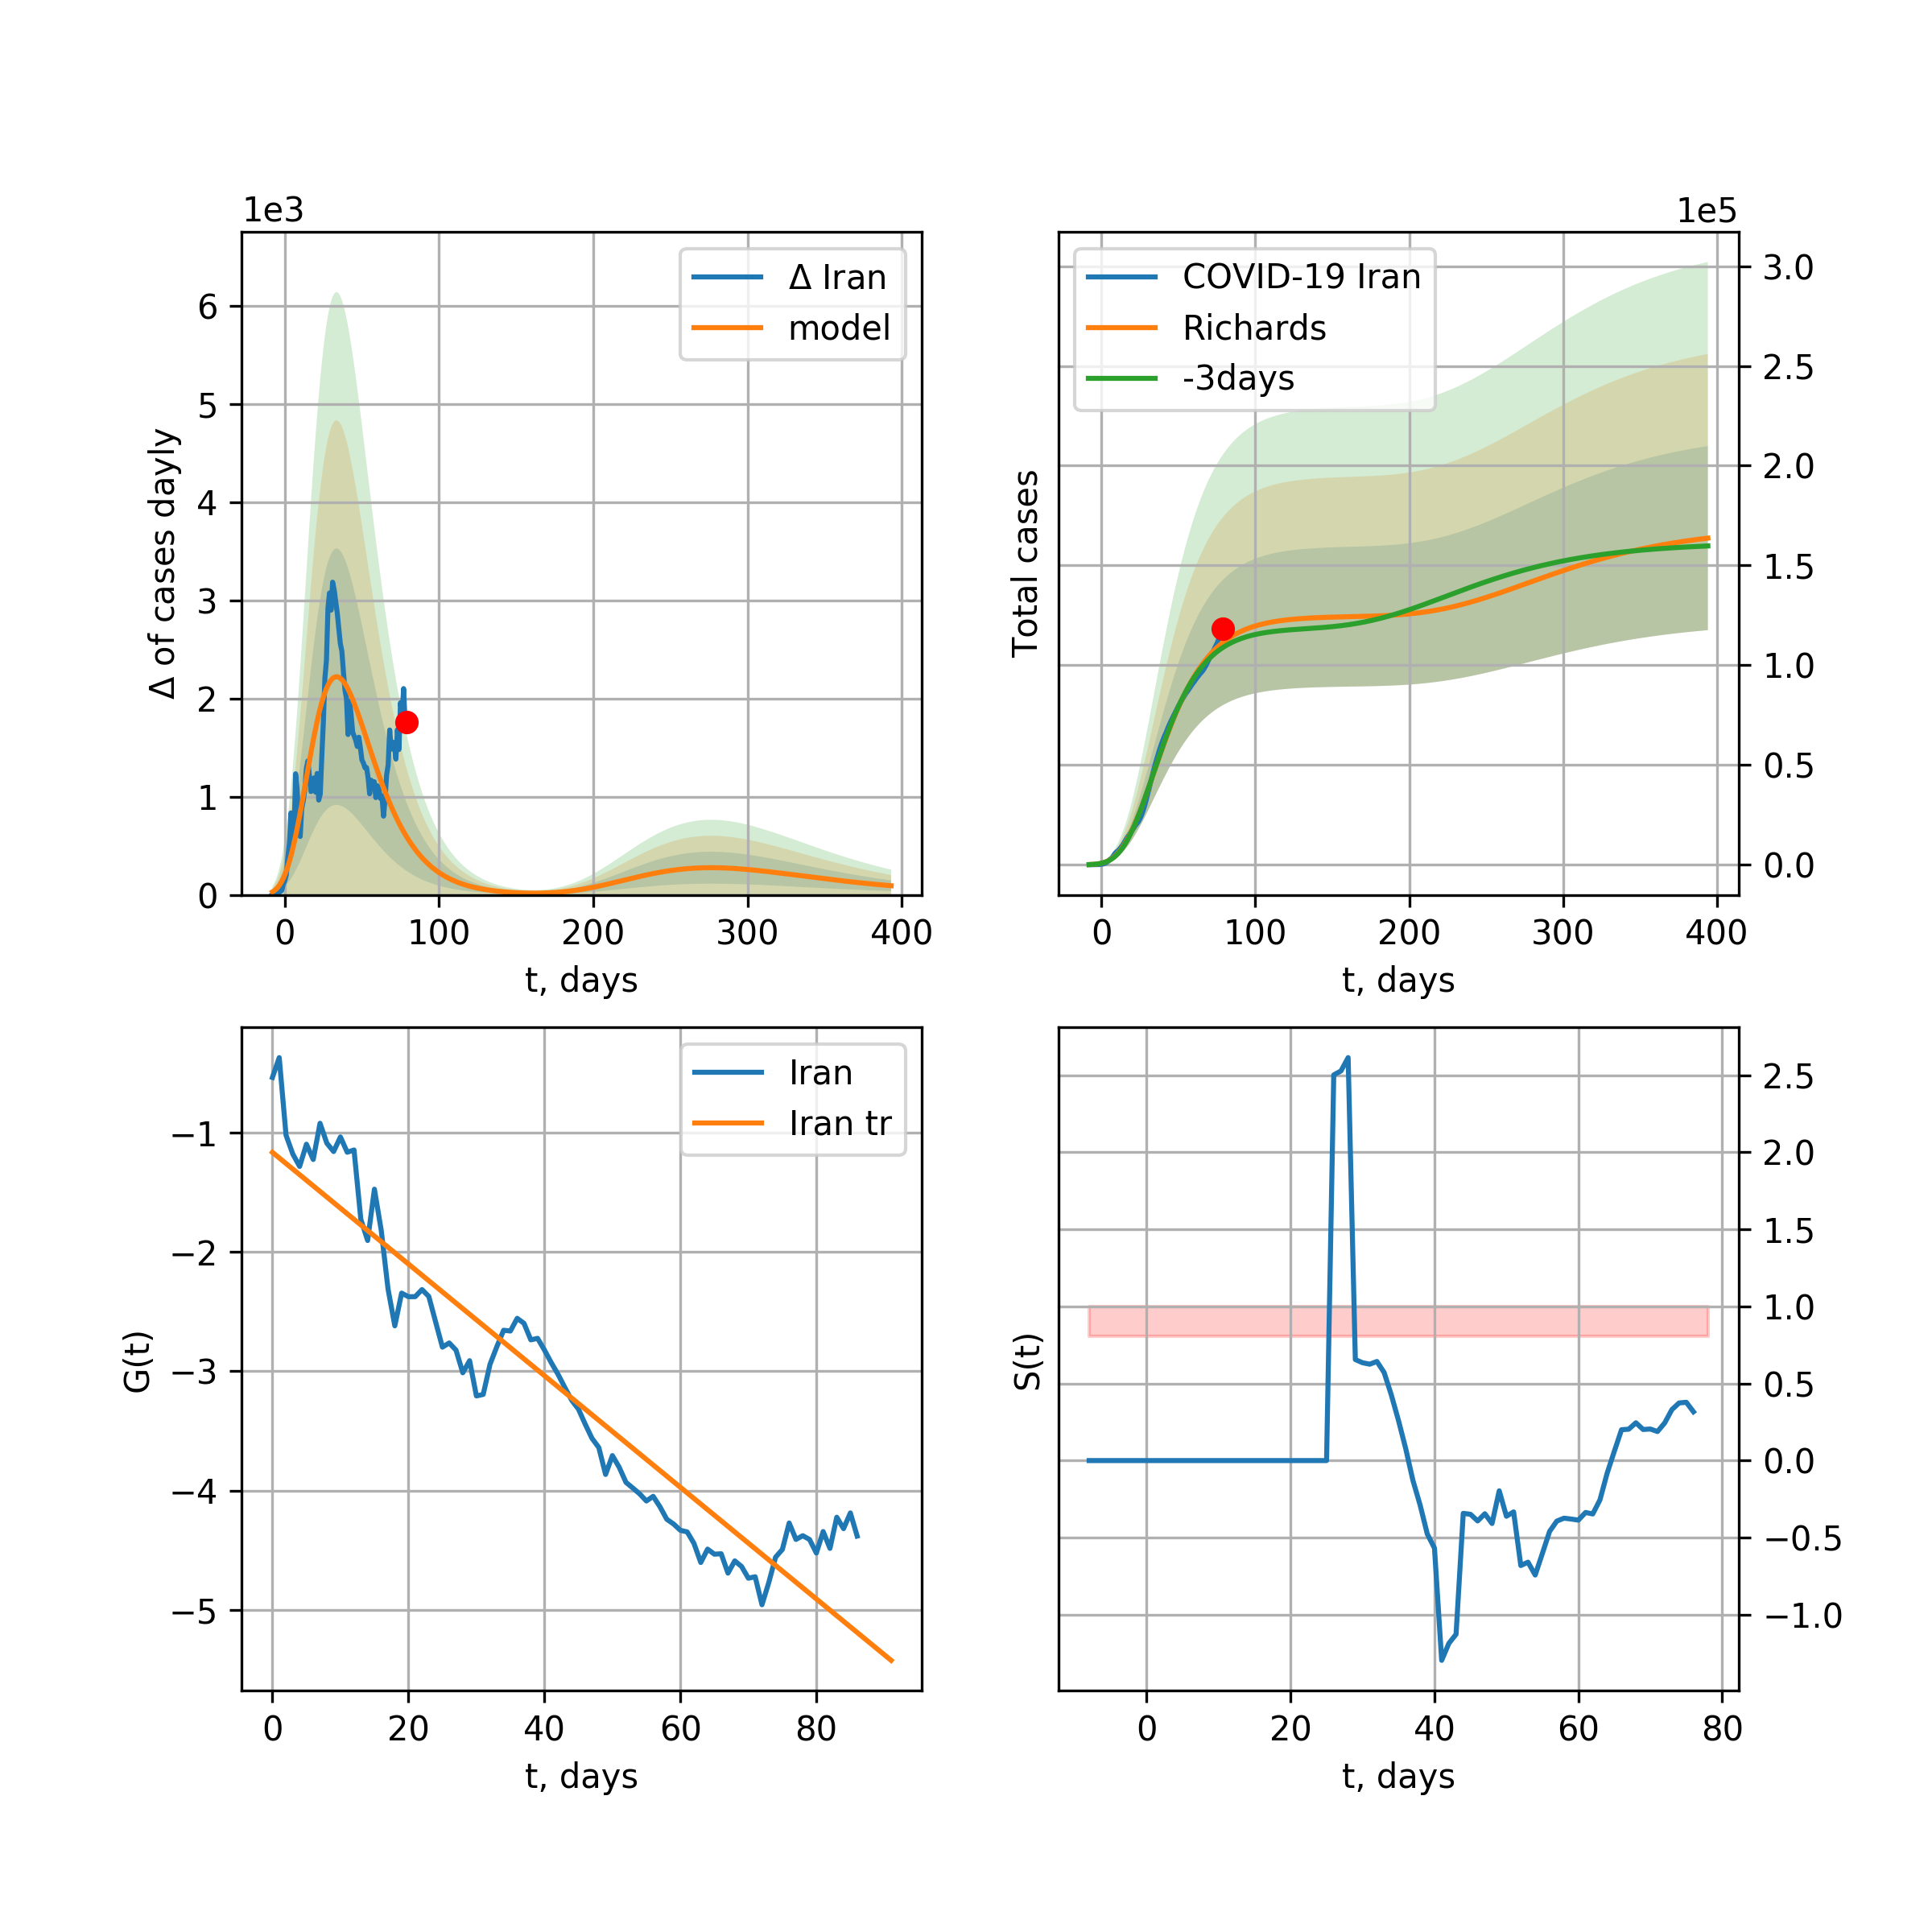 1e3
Δ of cases dayly
6
5
4
3
2
1
0
0 100 200 300 400
t, days
Δ Iran
model
1e5
Total cases
3.0
2.5
2.0
1.5
1.0
0.5
0.0
0 100 200 300 400
t, days
COVID-19 Iran
Richards
-3days
G(t)
−1
−2
−3
−4
−5
0 20 40 60 80
t, days
Iran
Iran tr
S(t)
2.5
2.0
1.5
1.0
0.5
0.0
−0.5
−1.0
0 20 40 60 80
t, days